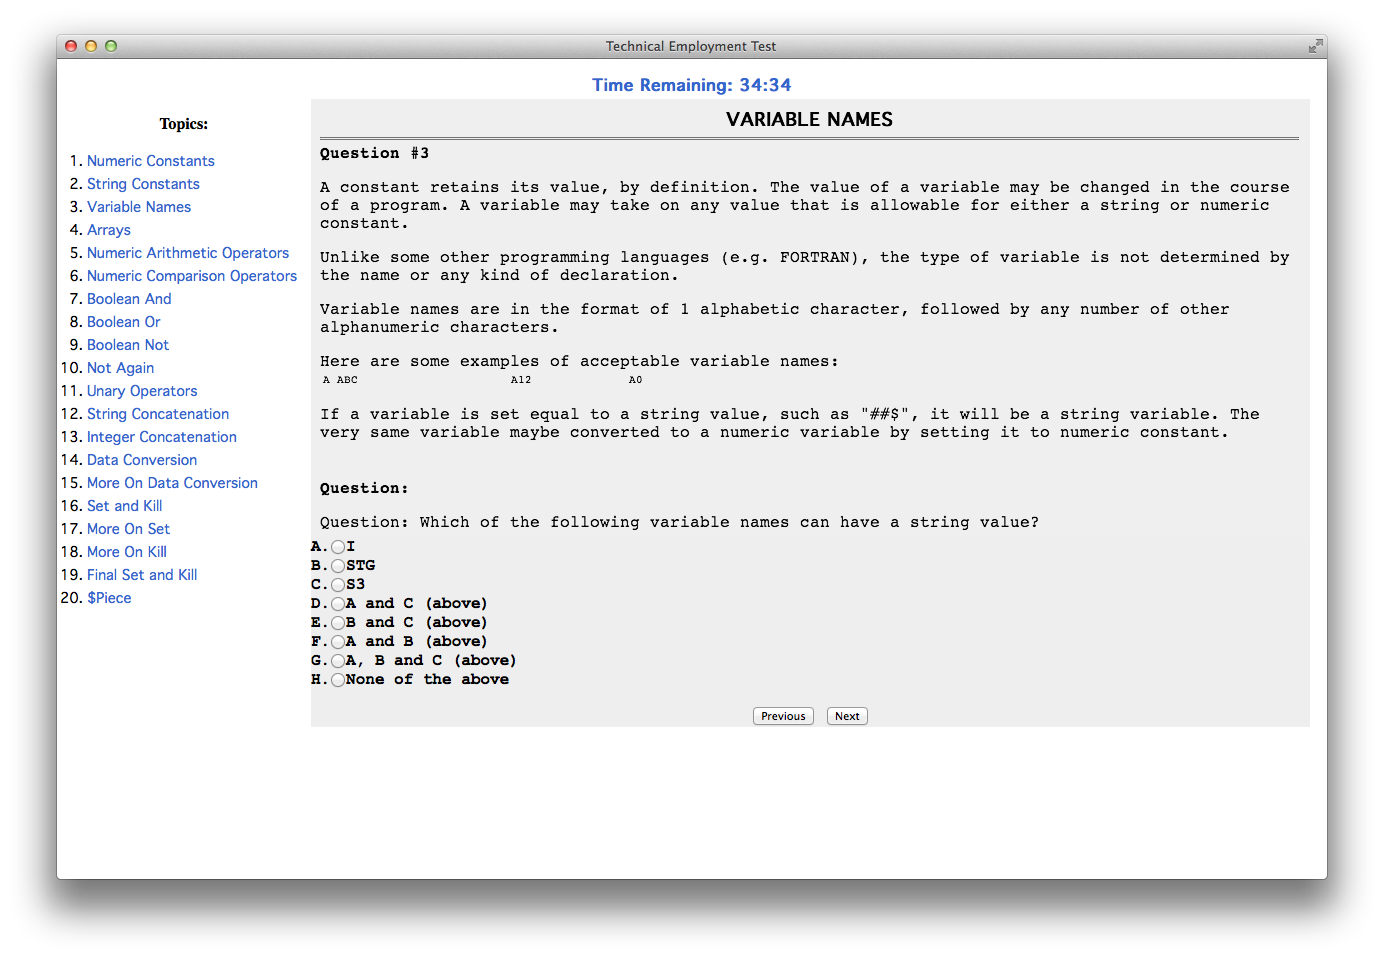 Technical Employment Test
Time Remaining: 34:34
Topics:
1. Numeric Constants
2. String Constants
3. Variable Names
4. Arrays
5. Numeric Arithmetic Operators
6. Numeric Comparison Operators
7. Boolean And
8. Boolean Or
9. Boolean Not
10. Not Again
11. Unary Operators
12. String Concatenation
13. Integer Concatenation
14. Data Conversion
15. More On Data Conversion
16. Set and Kill
17. More On Set
18. More On Kill
19. Final Set and Kill
20. $Piece
VARIABLE NAMES
Question #3
A constant retains its value, by definition. The value of a variable may be changed in the course
of a program. A variable may take on any value that is allowable for either a string or numeric
constant.
Unlike some other programming languages (e.g. FORTRAN), the type of variable is not determined by
the name or any kind of declaration.
Variable names are in the format of 1 alphabetic character, followed by any number of other
alphanumeric characters.
Here are some examples of acceptable variable names:
A ABC A12 A0
If a variable is set equal to a string value, such as "##$", it will be a string variable. The
very same variable maybe converted to a numeric variable by setting it to numeric constant.
Question:
Question: Which of the following variable names can have a string value?
A. I
B. STG
C. S3
D. A and C (above)
E. B and C (above)
F. A and B (above)
G. A, B and C (above)
H. None of the above
Previous Next